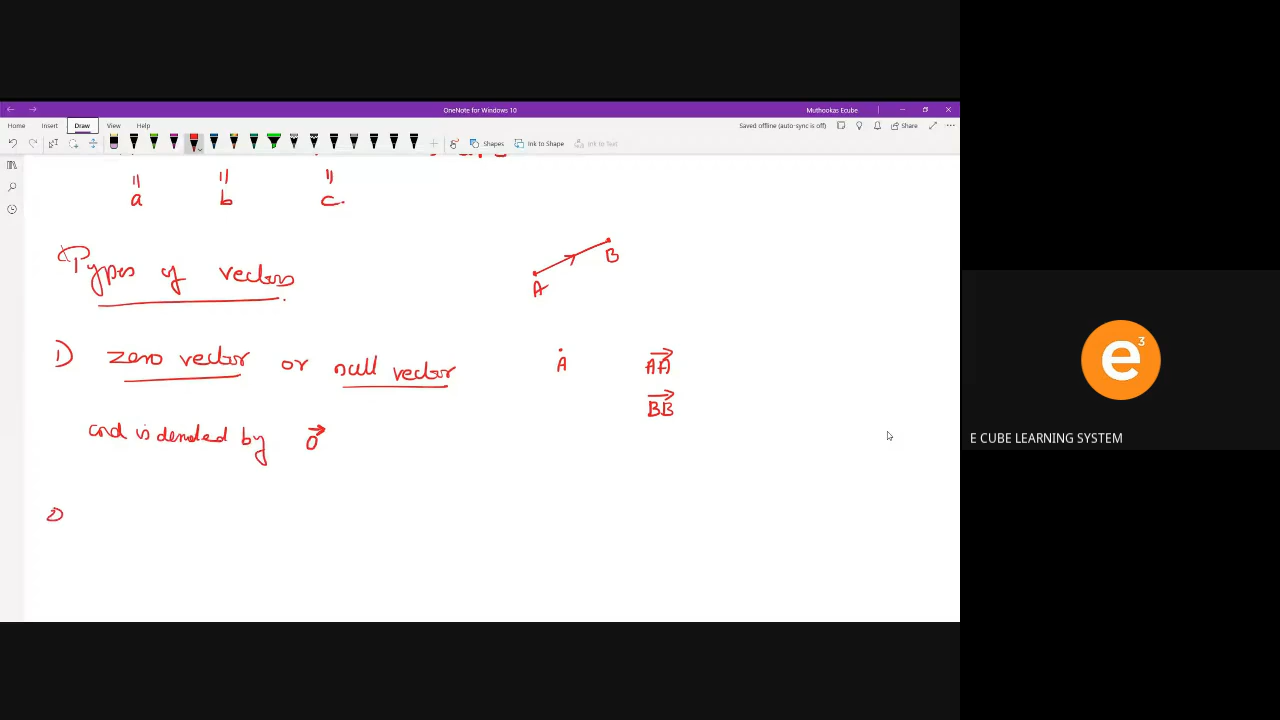 OneNote for Windows 10
Muthookas Ecube
Home Insert Draw View Help
Saved offline (auto-sync is off)
Share
Shapes
Ink to Shape
Ink to Text
a b c.
Types of vectors
A B
1) zero vector or null vector
A
AA
BB
and is denoted by 0
2
e3
E CUBE LEARNING SYSTEM